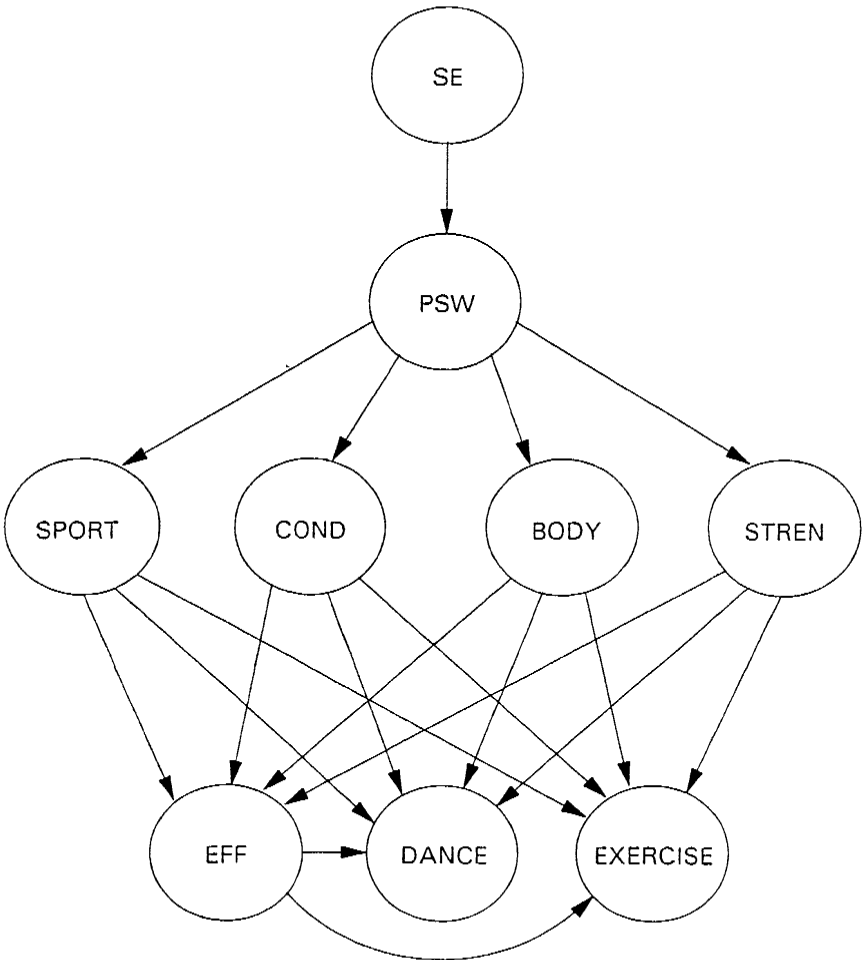 SE
PSW
SPORT
COND
BODY
STREN
EFF
DANCE
EXERCISE